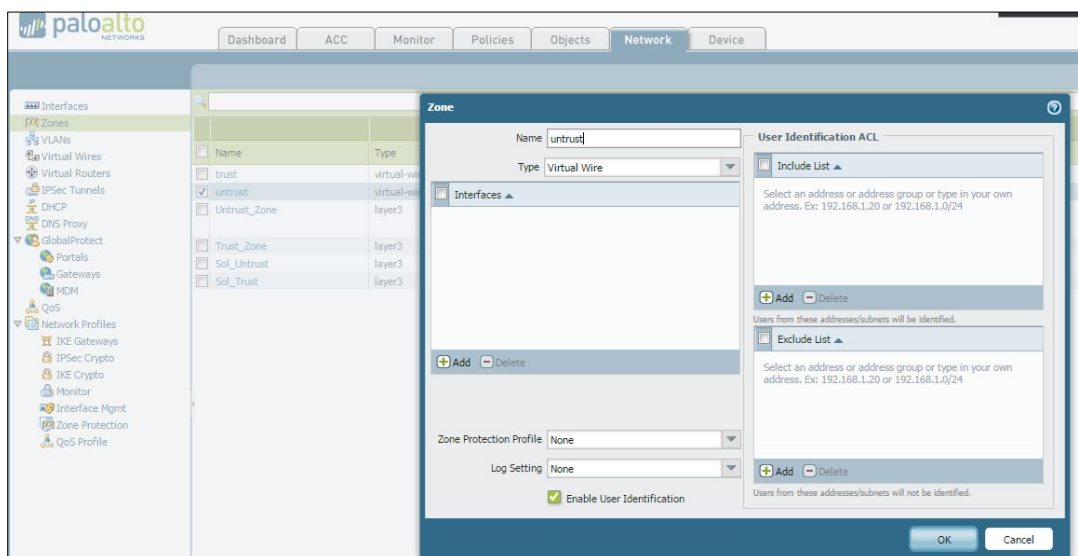 paloalto
NETWORKS
Dashboard
ACC
Monitor
Policies
Objects
Network
Device
Interfaces
Zones
VLANs
Virtual Wires
Virtual Routers
IPSec Tunnels
DHCP
DNS Proxy
GlobalProtect
Portals
Gateways
MDM
QoS
Network Profiles
IKE Gateways
IPSec Crypto
IKE Crypto
Monitor
Interface Mgmt
Zone Protection
QoS Profile
Name Type
trust virtual-wi
untrust virtual-wi
Untrust_Zone layer3
Trust_Zone layer3
Sol_Untrust layer3
Sol_Trust layer3
Zone
Name untrust
Type Virtual Wire
Interfaces
Add Delete
Zone Protection Profile None
Log Setting None
Enable User Identification
User Identification ACL
Include List
Select an address or address group or type in your own
address. Ex: 192.168.1.20 or 192.168.1.0/24
Add Delete
Users from these addresses/subnets will be identified.
Exclude List
Select an address or address group or type in your own
address. Ex: 192.168.1.20 or 192.168.1.0/24
Add Delete
Users from these addresses/subnets will not be identified.
OK Cancel